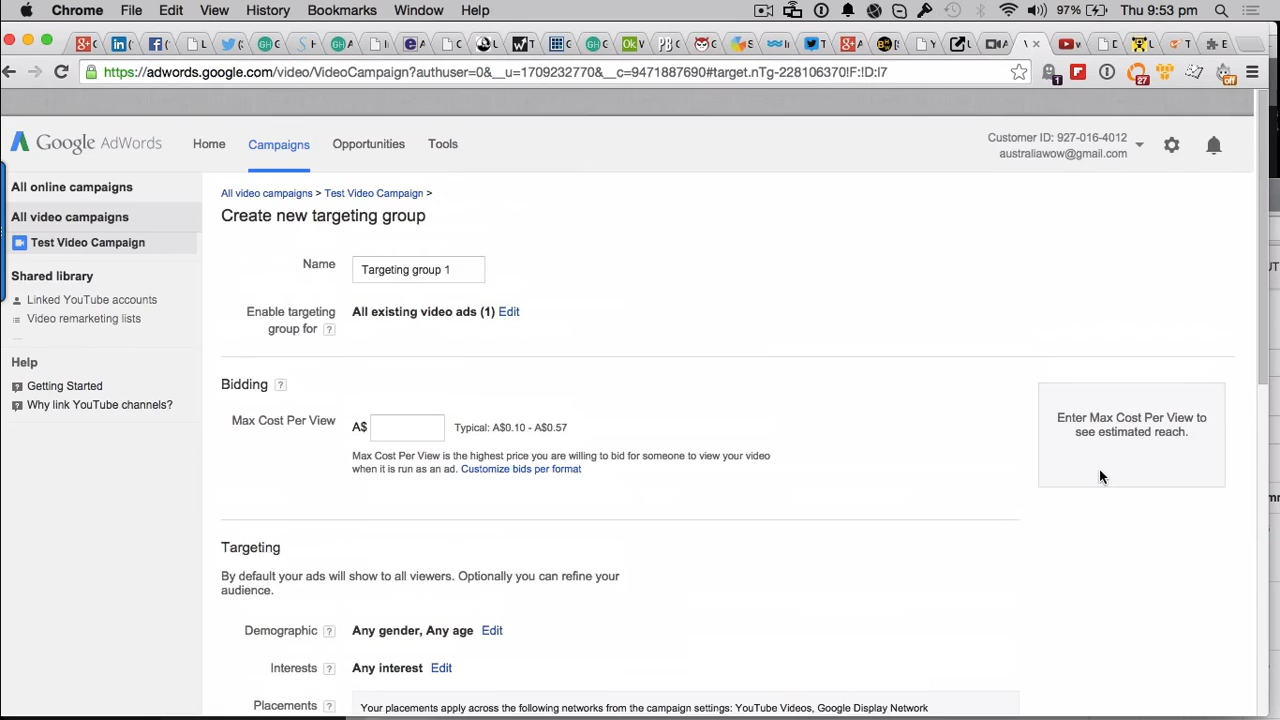 Chrome File Edit View History Bookmarks Window Help 97% Thu 9:53 pm
https://adwords.google.com/video/VideoCampaign?authuser=0&__u=1709232770&__c=9471887690#target.nTg-228106370!F:!D:!7
1 27 off
Google AdWords Home Campaigns Opportunities Tools
Customer ID: 927-016-4012
australiawow@gmail.com
All online campaigns
All video campaigns
Test Video Campaign
Shared library
Linked YouTube accounts
Video remarketing lists
Help
Getting Started
Why link YouTube channels?
All video campaigns > Test Video Campaign >
Create new targeting group
Name Targeting group 1
Enable targeting group for ? All existing video ads (1) Edit
Bidding ?
Max Cost Per View A$ Typical: A$0.10 - A$0.57
Max Cost Per View is the highest price you are willing to bid for someone to view your video
when it is run as an ad. Customize bids per format
Enter Max Cost Per View to
see estimated reach.
Targeting
By default your ads will show to all viewers. Optionally you can refine your
audience.
Demographic ? Any gender, Any age Edit
Interests ? Any interest Edit
Placements ? Your placements apply across the following networks from the campaign settings: YouTube Videos, Google Display Network